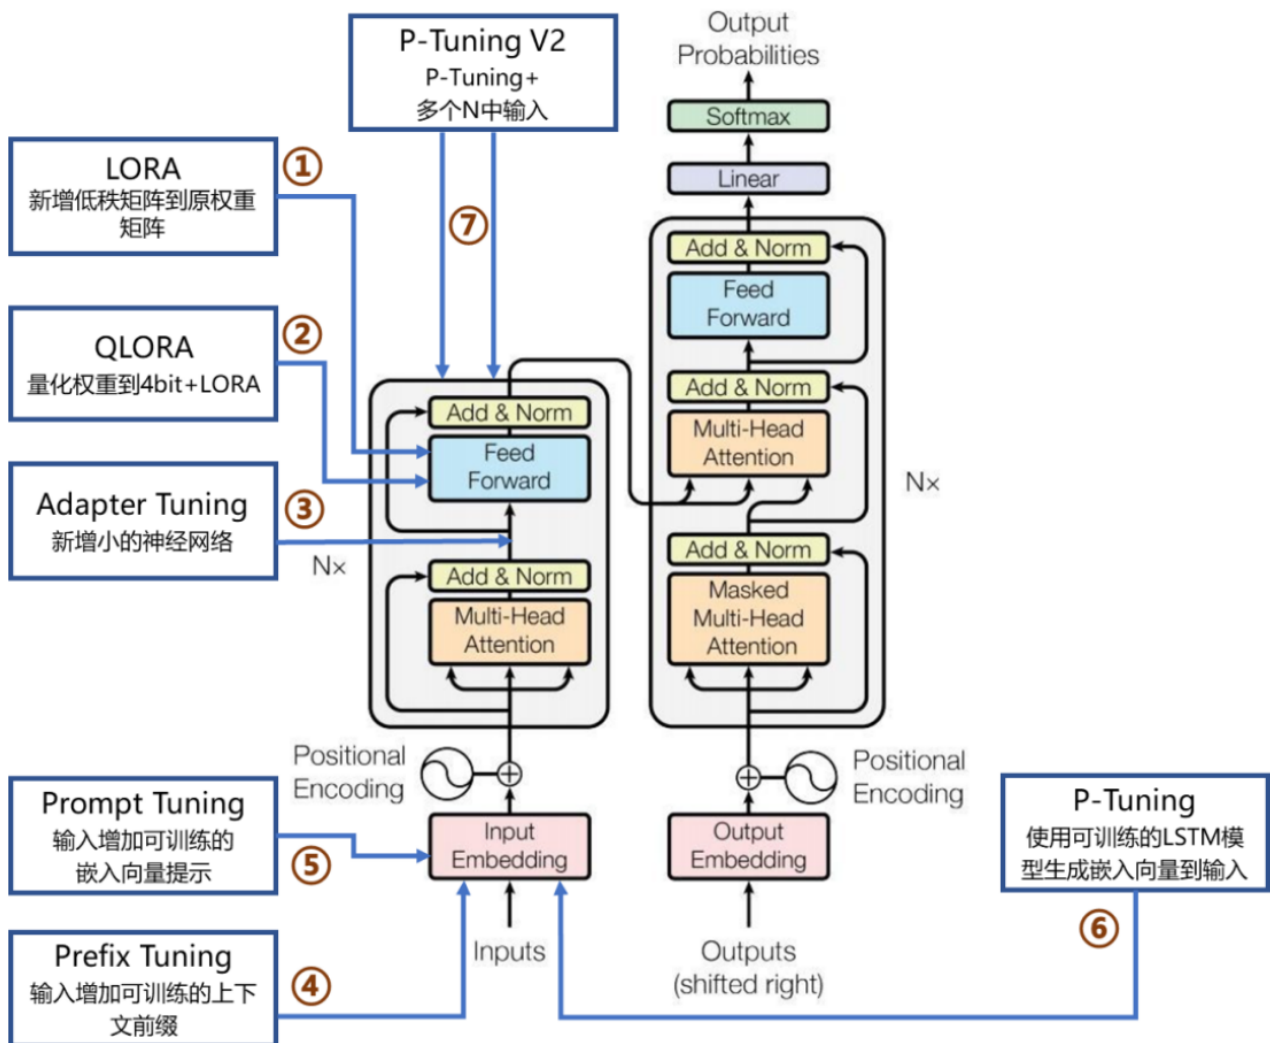 P-Tuning V2
P-Tuning+
多个N中输入
LORA
新增低秩矩阵到原权重
矩阵
①
QLORA
量化权重到4bit+LORA
②
Adapter Tuning
新增小的神经网络
③
⑦
Output
Probabilities
Softmax
Linear
Add & Norm
Feed
Forward
Add & Norm
Multi-Head
Attention
Nx
Add & Norm
Masked
Multi-Head
Attention
Add & Norm
Feed
Forward
Nx
Add & Norm
Multi-Head
Attention
Positional
Encoding
Positional
Encoding
Prompt Tuning
输入增加可训练的
嵌入向量提示
⑤
Input
Embedding
Output
Embedding
P-Tuning
使用可训练的LSTM模
型生成嵌入向量到输入
⑥
Prefix Tuning
输入增加可训练的上下
文前缀
④
Inputs
Outputs
(shifted right)